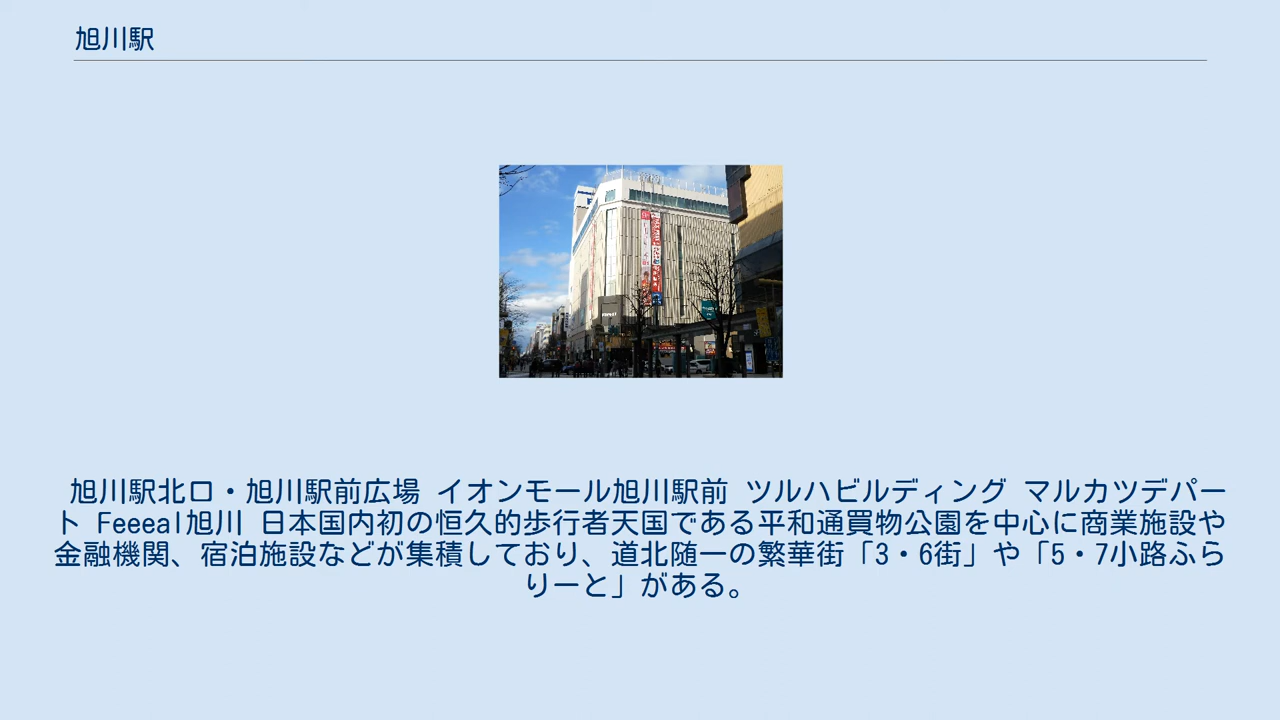 旭川駅
旭川駅北口・旭川駅前広場 イオンモール旭川駅前 ツルハビルディング マルカツデパー
ト Feeeal旭川 日本国内初の恒久的歩行者天国である平和通買物公園を中心に商業施設や
金融機関、宿泊施設などが集積しており、道北随一の繁華街「3・6街」や「5・7小路ふら
りーと」がある。